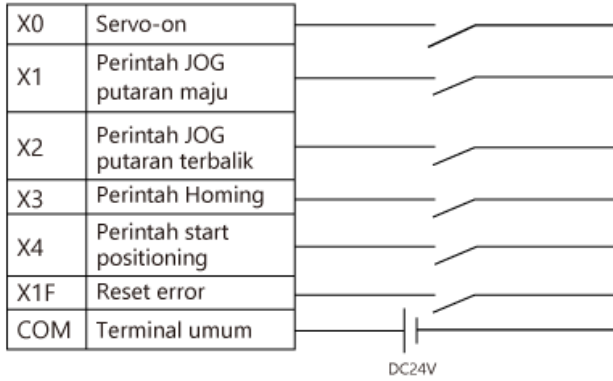 X0 Servo-on
X1 Perintah JOG
putaran maju
X2 Perintah JOG
putaran terbalik
X3 Perintah Homing
X4 Perintah start
positioning
X1F Reset error
COM Terminal umum
DC24V